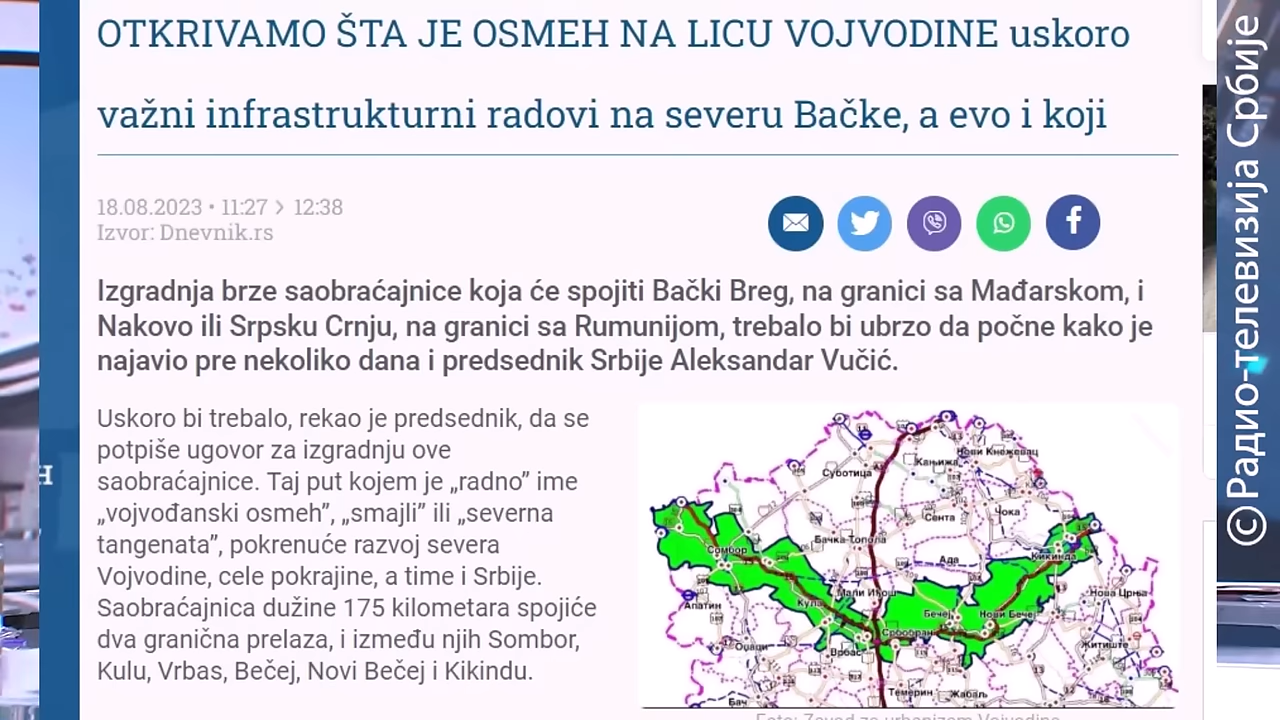 OTKRIVAMO ŠTA JE OSMEH NA LICU VOJVODINE uskoro
važni infrastrukturni radovi na severu Bačke, a evo i koji
18.08.2023 • 11:27 > 12:38
Izvor: Dnevnik.rs
Izgradnja brze saobraćajnice koja će spojiti Bački Breg, na granici sa Mađarskom, i
Nakovo ili Srpsku Crnju, na granici sa Rumunijom, trebalo bi ubrzo da počne kako je
najavio pre nekoliko dana i predsednik Srbije Aleksandar Vučić.
Uskoro bi trebalo, rekao je predsednik, da se
potpiše ugovor za izgradnju ove
saobraćajnice. Taj put kojem je „radno” ime
„vojvođanski osmeh”, „smajli” ili „severna
tangenata”, pokrenuće razvoj severa
Vojvodine, cele pokrajine, a time i Srbije.
Saobraćajnica dužine 175 kilometara spojiće
dva granična prelaza, i između njih Sombor,
Kulu, Vrbas, Bečej, Novi Bečej i Kikindu.
Нови Кнежевац
Кањижа
Суботица
Чока
Сента
Бачка Топола
Сомбор
Ада
Кикинда
Мали Иђош
Нова Црња
Апатин
Кула
Бечеј
Нови Бечеј
Србобран
Оџаци
Врбас
Житиште
Темерин
Жабаљ
Бач
Foto: Zavod za urbanizam Vojvodine
Н
©Радио-телевизија Србије